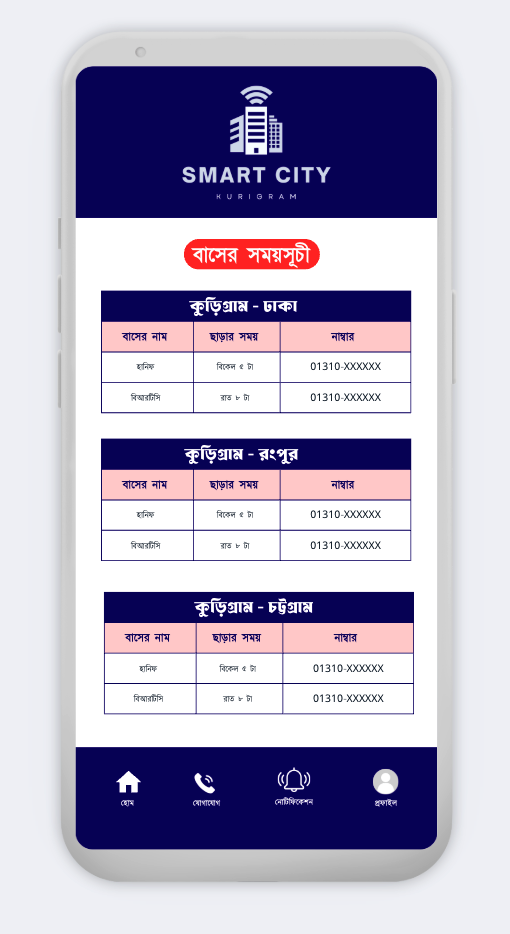 SMART CITY
KURIGRAM
বাসের সময়সূচী
কুড়িগ্রাম - ঢাকা
বাসের নাম ছাড়ার সময় নাম্বার
হানিফ বিকেল ৫ টা 01310-XXXXXX
বিআরটিসি রাত ৮ টা 01310-XXXXXX
কুড়িগ্রাম - রংপুর
বাসের নাম ছাড়ার সময় নাম্বার
হানিফ বিকেল ৫ টা 01310-XXXXXX
বিআরটিসি রাত ৮ টা 01310-XXXXXX
কুড়িগ্রাম - চট্টগ্রাম
বাসের নাম ছাড়ার সময় নাম্বার
হানিফ বিকেল ৫ টা 01310-XXXXXX
বিআরটিসি রাত ৮ টা 01310-XXXXXX
হোম যোগাযোগ নোটিফিকেশন প্রফাইল